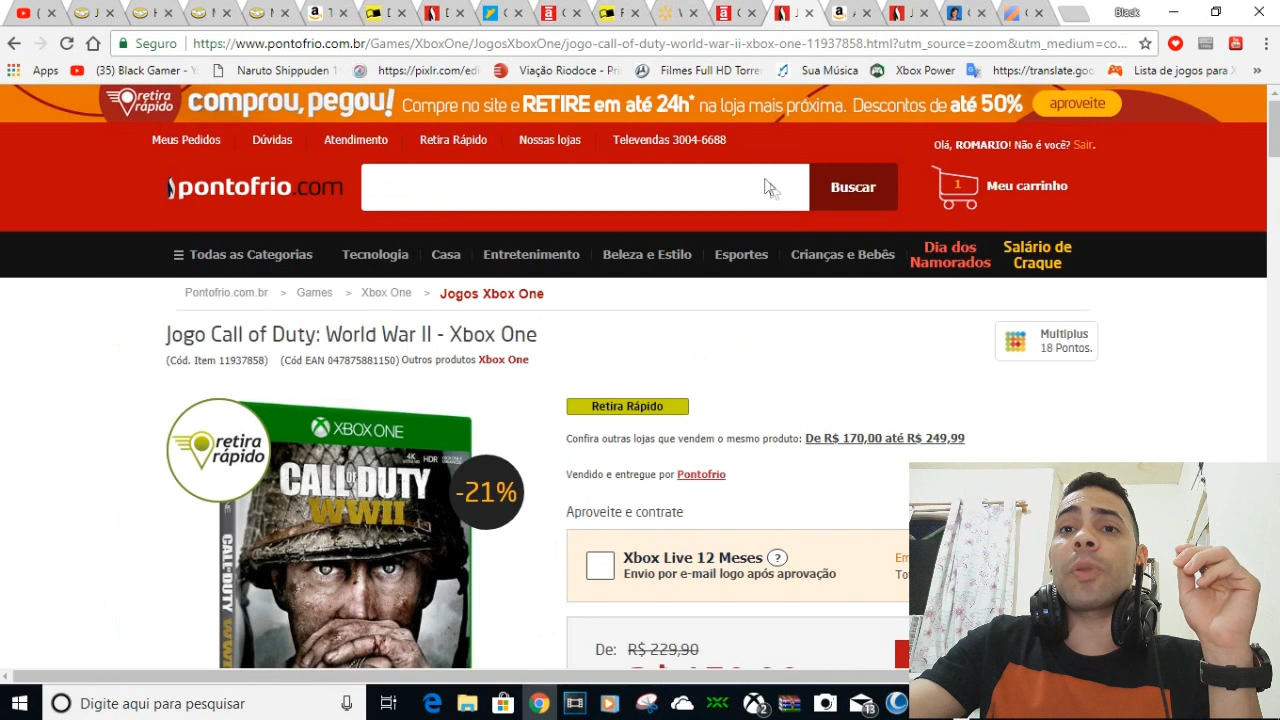 Black
Seguro
https://www.pontofrio.com.br/Games/XboxOne/JogosXboxOne/jogo-call-of-duty-world-war-ii-xbox-one-11937858.html?utm_source=zoom&utm_medium=co...
Apps
(35) Black Gamer - Y
Naruto Shippuden
https://pixlr.com/edi
Viação Riodoce - Pri
Filmes Full HD Torre
Sua Música
Xbox Power
https://translate.goo
Lista de jogos para X
retira rápido
comprou, pegou! Compre no site e RETIRE em até 24h* na loja mais próxima. Descontos de até 50%
aproveite
Meus Pedidos
Dúvidas
Atendimento
Retira Rápido
Nossas lojas
Televendas 3004-6688
Olá, ROMARIO! Não é você? Sair.
pontofrio.com
Buscar
1
Meu carrinho
Todas as Categorias
Tecnologia
Casa
Entretenimento
Beleza e Estilo
Esportes
Crianças e Bebês
Dia dos
Namorados
Salário de
Craque
Pontofrio.com.br > Games > Xbox One > Jogos Xbox One
Jogo Call of Duty: World War II - Xbox One
(Cód. Item 11937858) (Cód EAN 047875881150) Outros produtos Xbox One
Multiplus
18 Pontos.
retira
rápido
XBOX ONE
4K
HDR
CALL OF DUTY
WWII
-21%
CALL OF DUTY
WWII
Retira Rápido
Confira outras lojas que vendem o mesmo produto: De R$ 170,00 até R$ 249,99
Vendido e entregue por Pontofrio
Aproveite e contrate
Xbox Live 12 Meses ?
Envio por e-mail logo após aprovação
De: R$ 229,90
Digite aqui para pesquisar
2
13